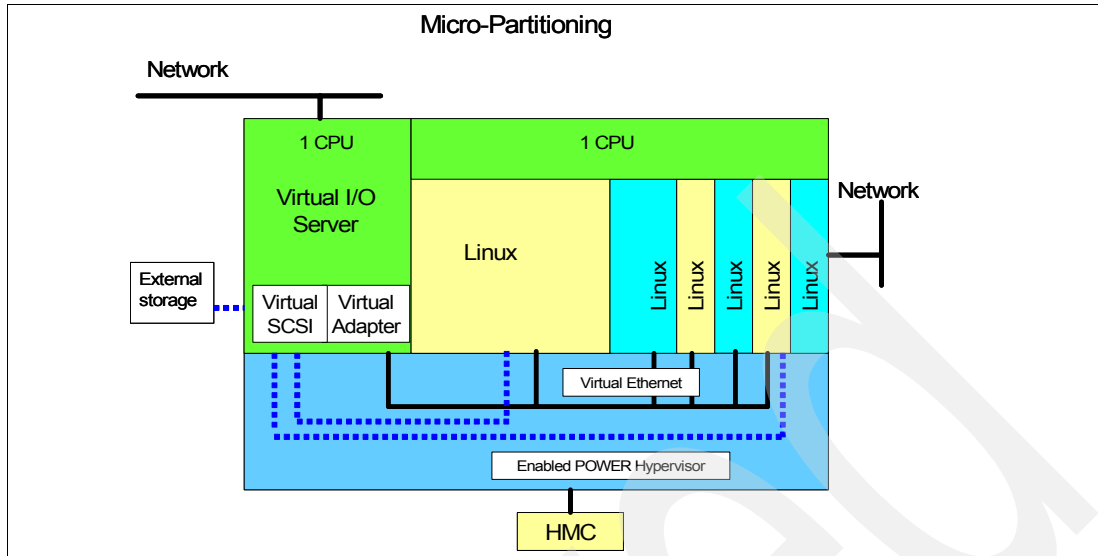 Micro-Partitioning
Network
1 CPU
1 CPU
Virtual I/O
Server
Network
Linux
Linux
Linux
Linux
Linux
Linux
External
storage
Virtual
SCSI
Virtual
Adapter
Virtual Ethernet
Enabled POWER Hypervisor
HMC